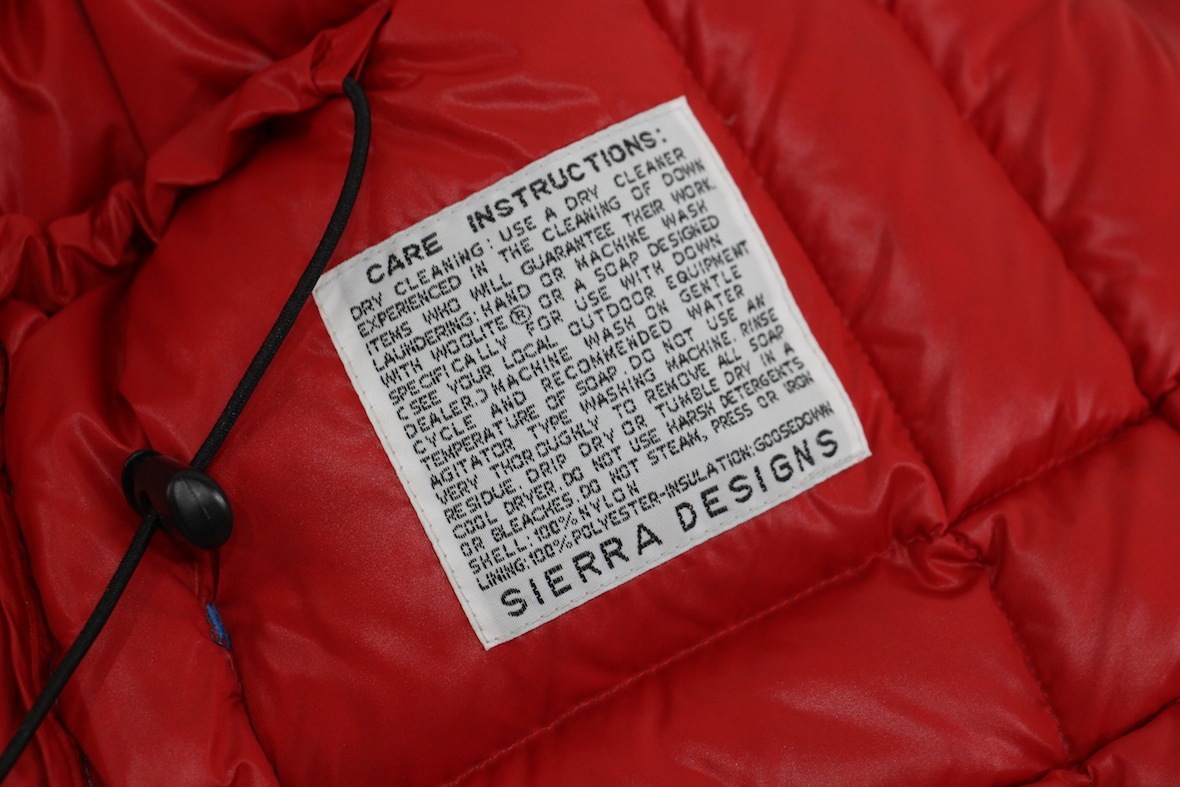 CARE INSTRUCTIONS:
DRY CLEANING: USE A DRY CLEANER
EXPERIENCED IN THE CLEANING OF DOWN
ITEMS WHO WILL GUARANTEE THEIR WORK.
LAUNDERING: HAND OR MACHINE WASH
WITH WOOLITE® OR A SOAP DESIGNED
SPECIFICALLY FOR USE WITH DOWN
(SEE YOUR LOCAL OUTDOOR EQUIPMENT
DEALER.) MACHINE WASH ON GENTLE
CYCLE AND RECOMMENDED WATER
TEMPERATURE OF SOAP. DO NOT USE AN
AGITATOR TYPE WASHING MACHINE. RINSE
VERY THOROUGHLY TO REMOVE ALL SOAP
RESIDUE. DRIP DRY OR TUMBLE DRY IN A
COOL DRYER. DO NOT USE HARSH DETERGENTS
OR BLEACHES. DO NOT STEAM, PRESS OR IRON
SHELL: 100% NYLON
LINING: 100% POLYESTER-INSULATION: GOOSEDOWN
SIERRA DESIGNS